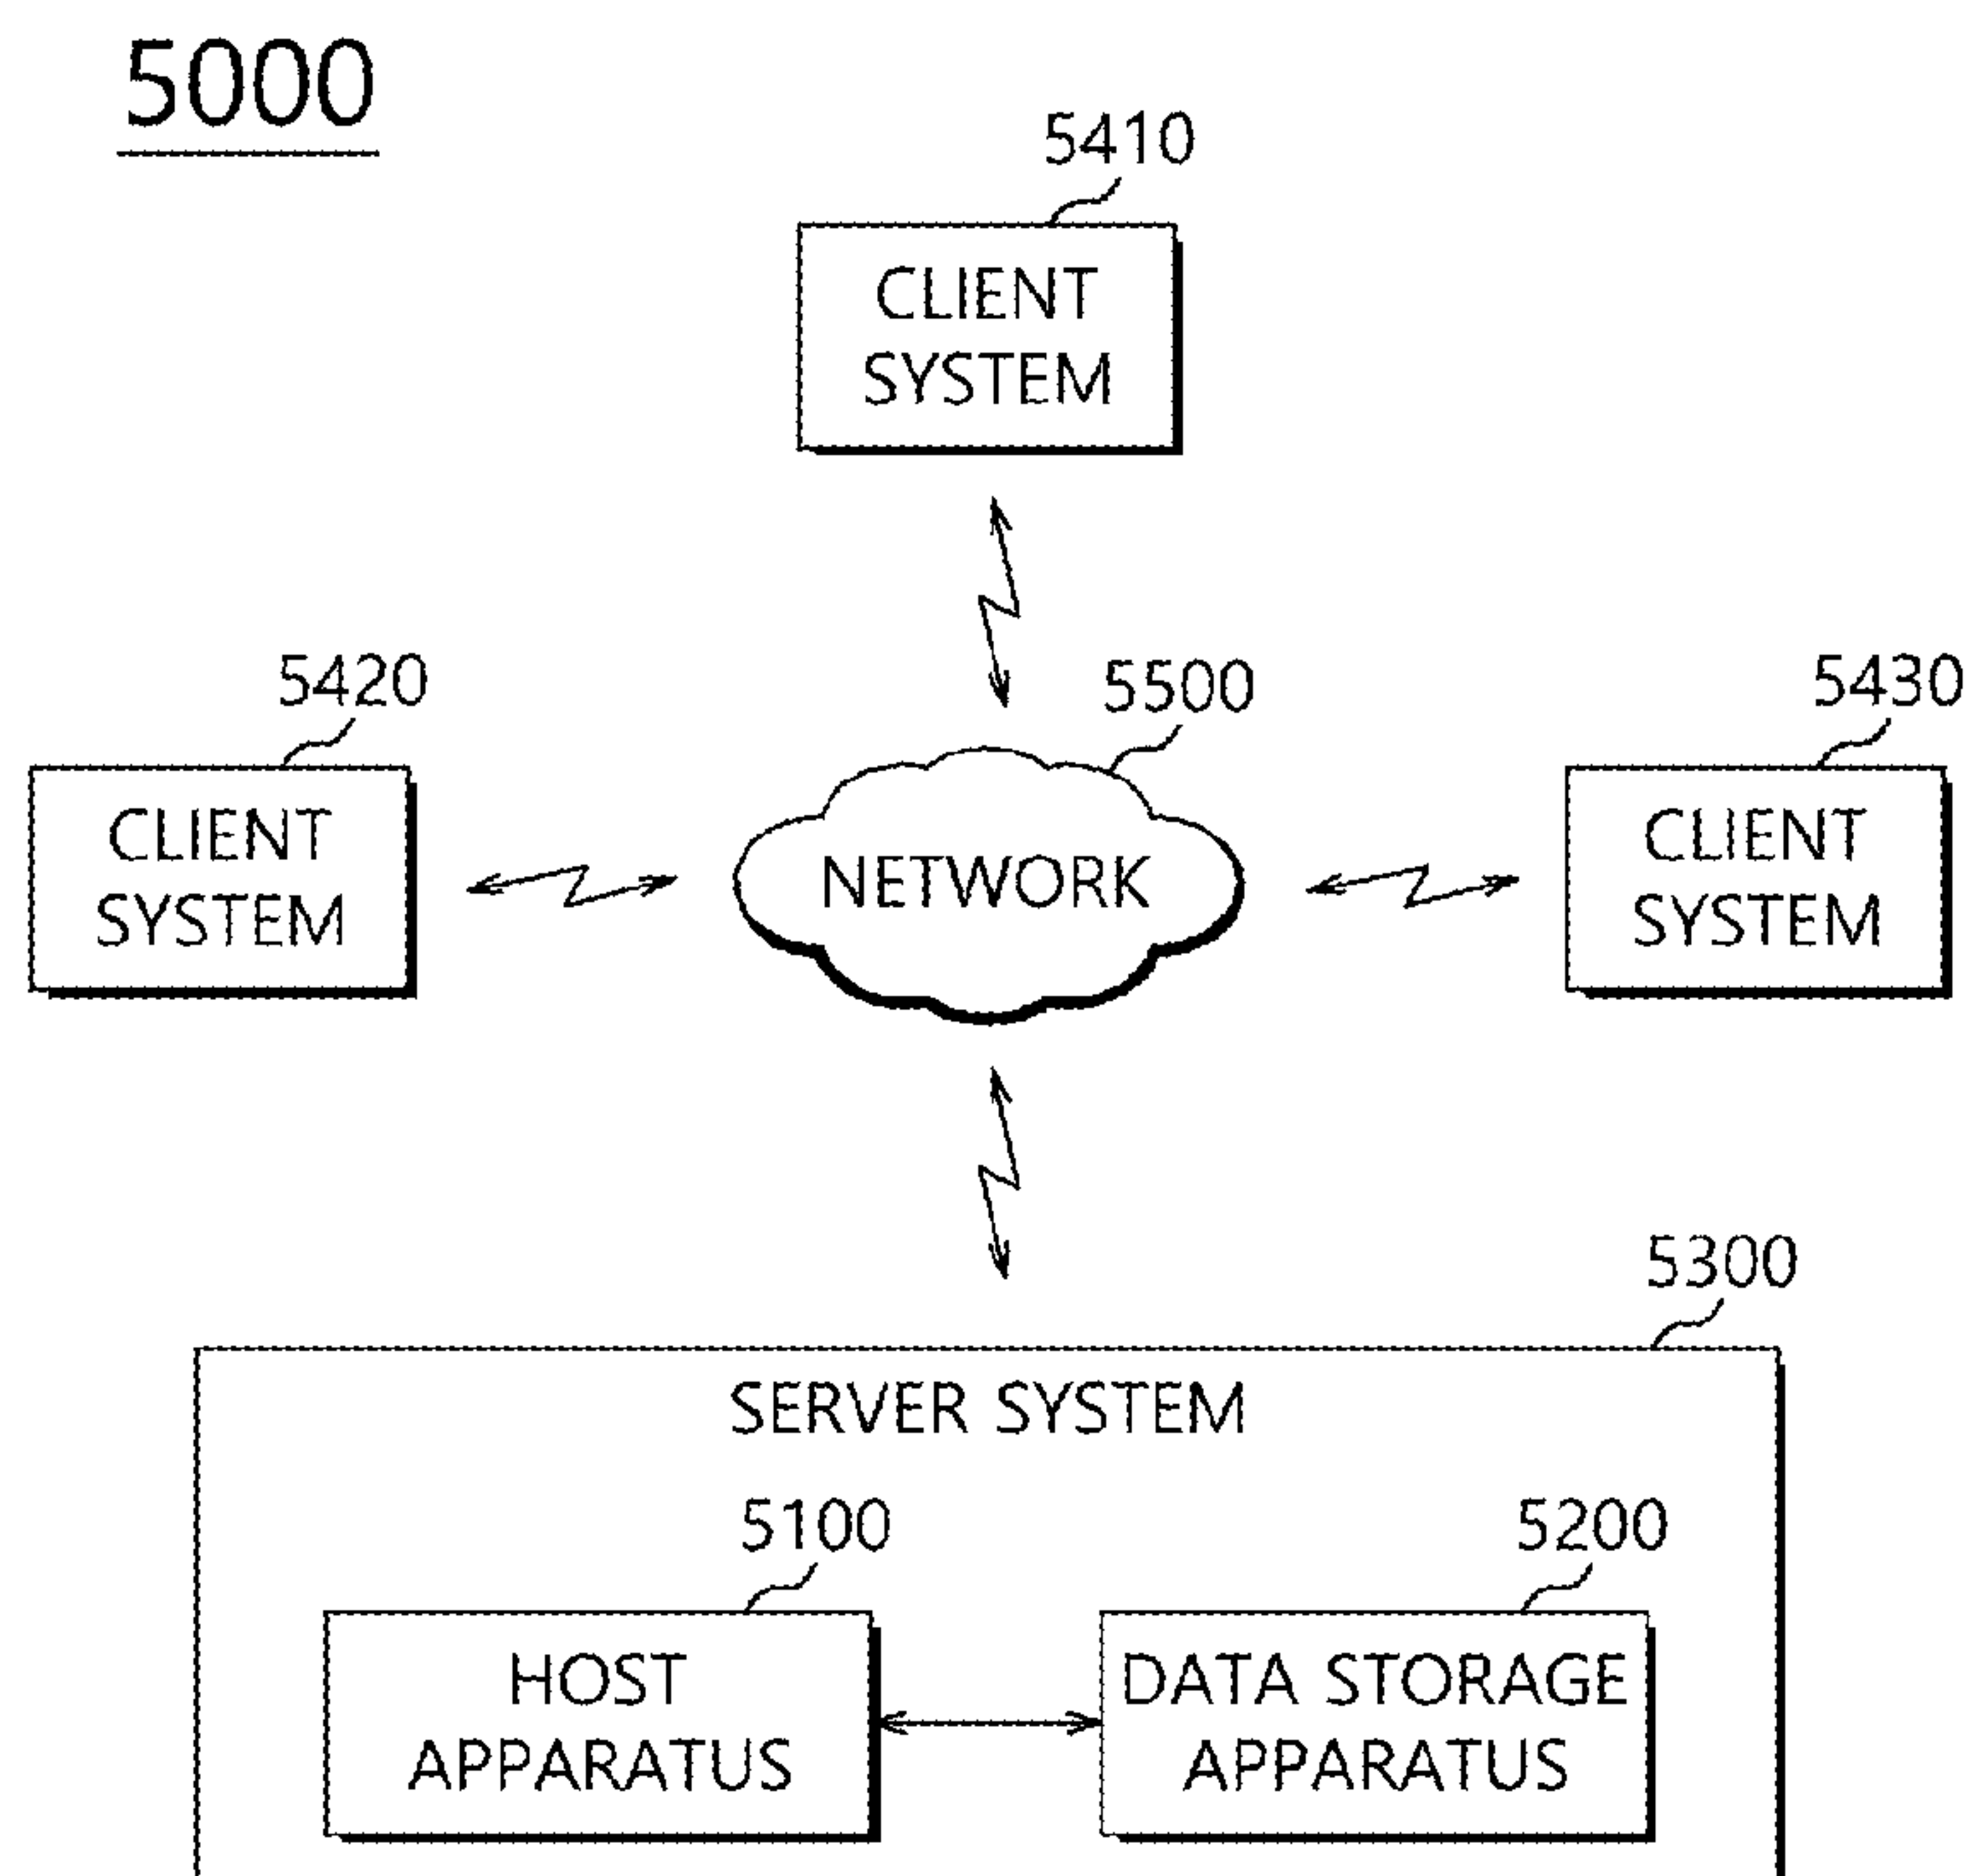 5000
5410
CLIENT
SYSTEM
5420
5500
5430
CLIENT
SYSTEM
NETWORK
CLIENT
SYSTEM
5300
SERVER SYSTEM
5100
5200
HOST
APPARATUS
DATA STORAGE
APPARATUS